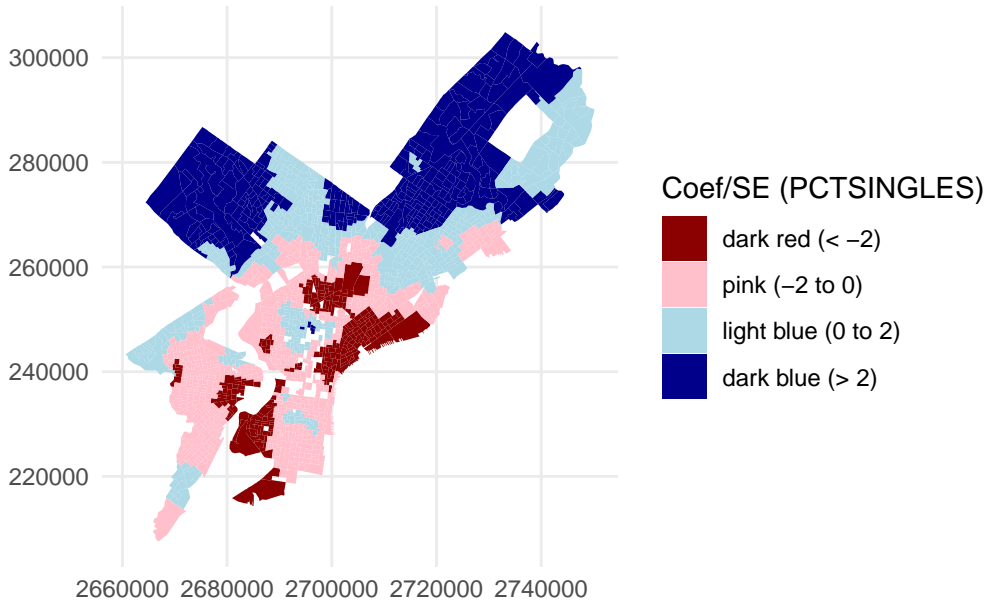 300000
280000
260000
240000
220000
2660000 2680000 2700000 2720000 2740000
Coef/SE (PCTSINGLES)
dark red (< −2)
pink (−2 to 0)
light blue (0 to 2)
dark blue (> 2)